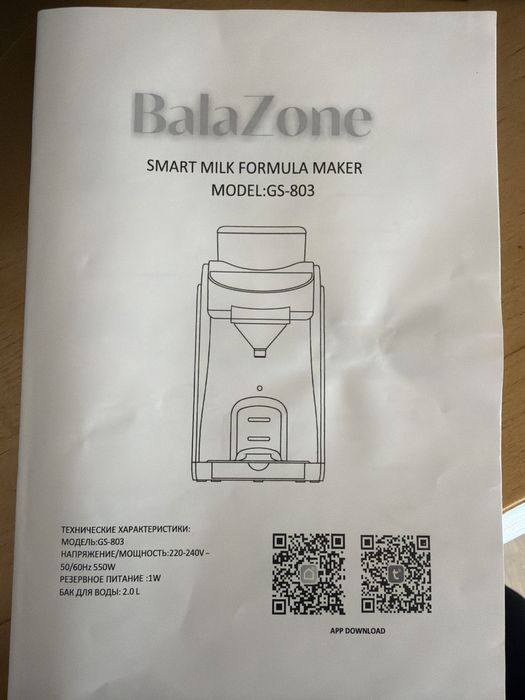 BalaZone
SMART MILK FORMULA MAKER
MODEL:GS-803
ТЕХНИЧЕСКИЕ ХАРАКТЕРИСТИКИ:
МОДЕЛЬ:GS-803
НАПРЯЖЕНИЕ/МОЩНОСТЬ:220-240V~
50/60Hz 550W
РЕЗЕРВНОЕ ПИТАНИЕ :1W
БАК ДЛЯ ВОДЫ: 2.0 L
APP DOWNLOAD